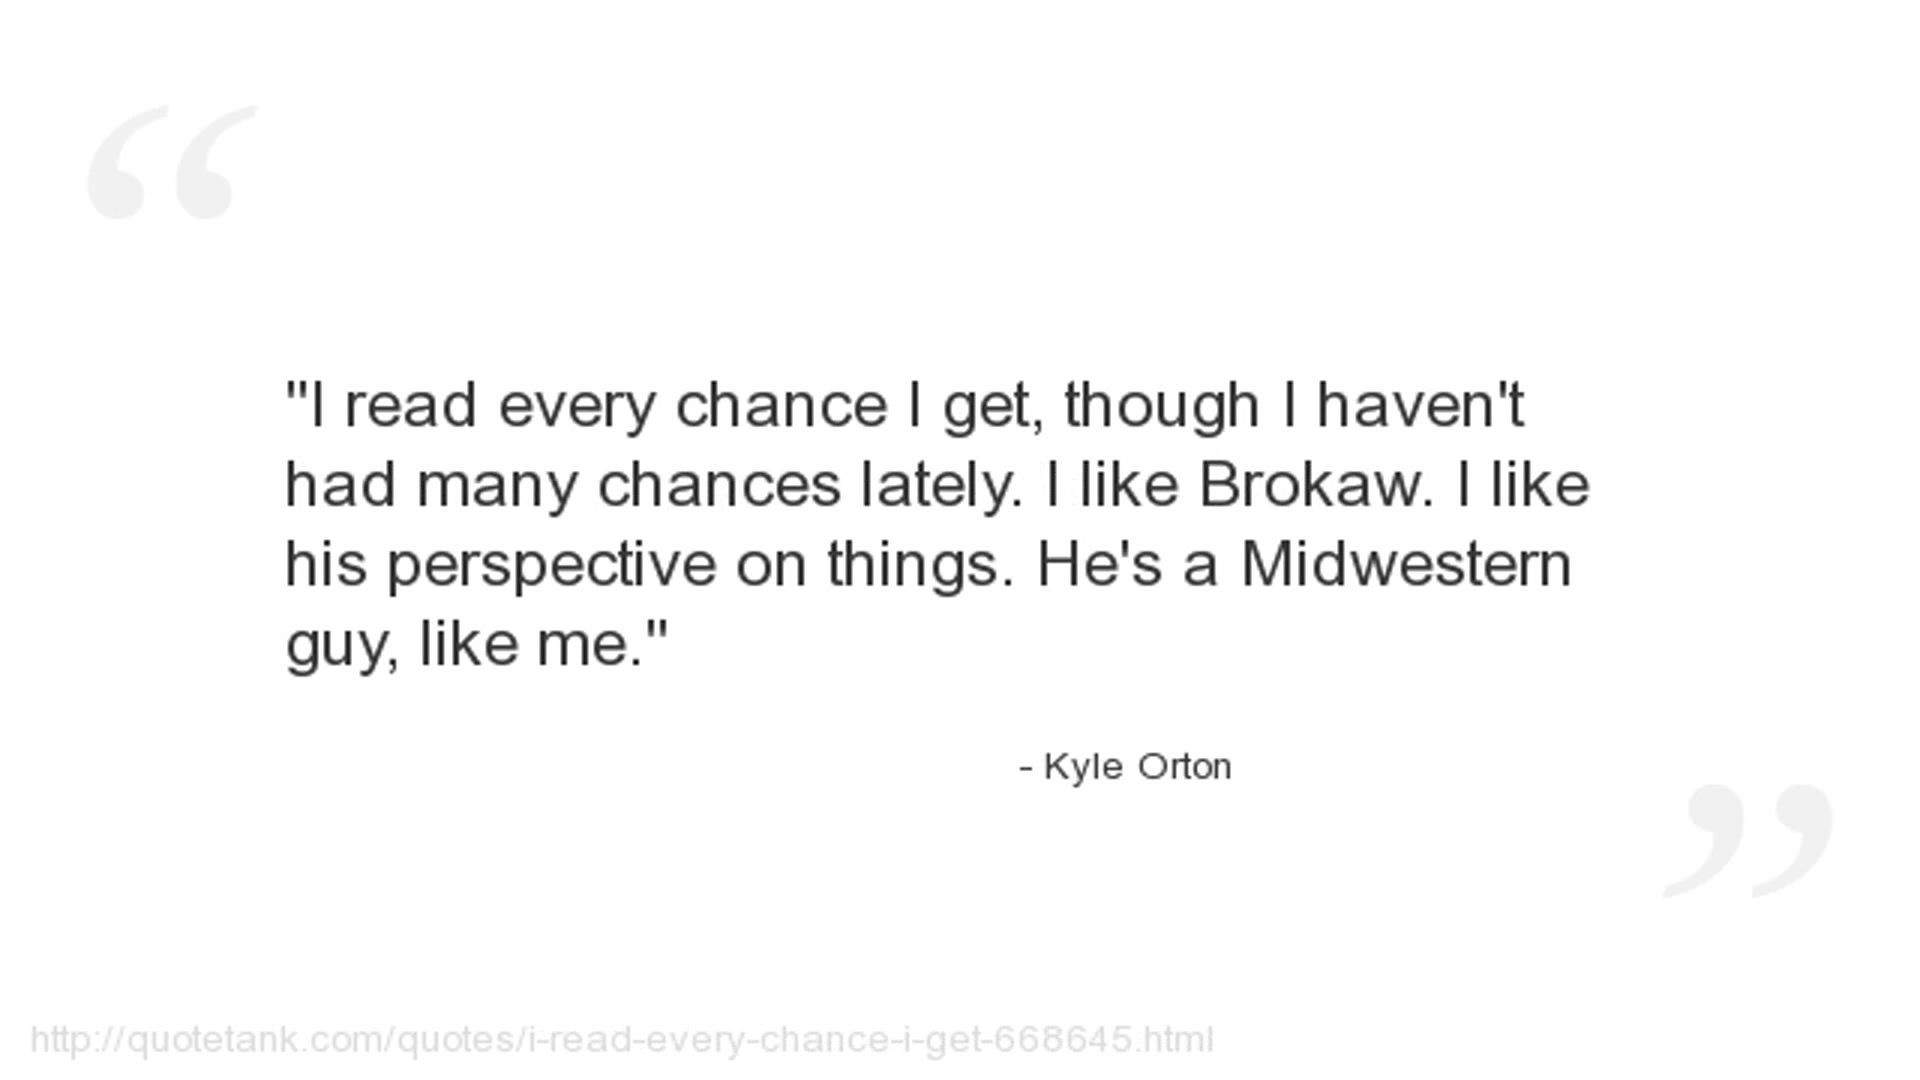 "I read every chance I get, though I haven't
had many chances lately. I like Brokaw. I like
his perspective on things. He's a Midwestern
guy, like me."
- Kyle Orton
http://quotetank.com/quotes/i-read-every-chance-i-get-668645.html